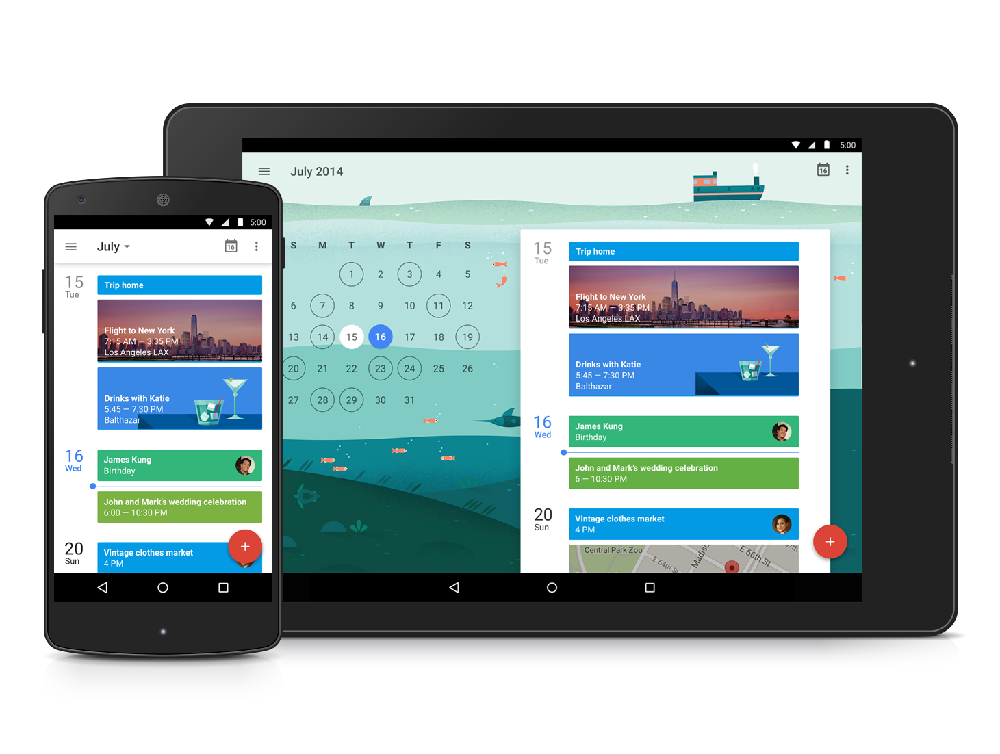 5:00
July
16
15
Tue
Trip home
Flight to New York
7:15 AM – 3:35 PM
Los Angeles LAX
Drinks with Katie
5:45 – 7:30 PM
Balthazar
16
Wed
James Kung
Birthday
John and Mark's wedding celebration
6:00 – 10:30 PM
20
Sun
Vintage clothes market
4 PM
+
5:00
July 2014
16
S M T W T F S
1 2 3 4 5
6 7 8 9 10 11 12
13 14 15 16 17 18 19
20 21 22 23 24 25 26
27 28 29 30 31
15
Tue
Trip home
Flight to New York
7:15 AM – 3:35 PM
Los Angeles LAX
Drinks with Katie
5:45 – 7:30 PM
Balthazar
16
Wed
James Kung
Birthday
John and Mark's wedding celebration
6 – 10:30 PM
20
Sun
Vintage clothes market
4 PM
+
Central Park Zoo
E 64th St
Madis
E 66th St
67th